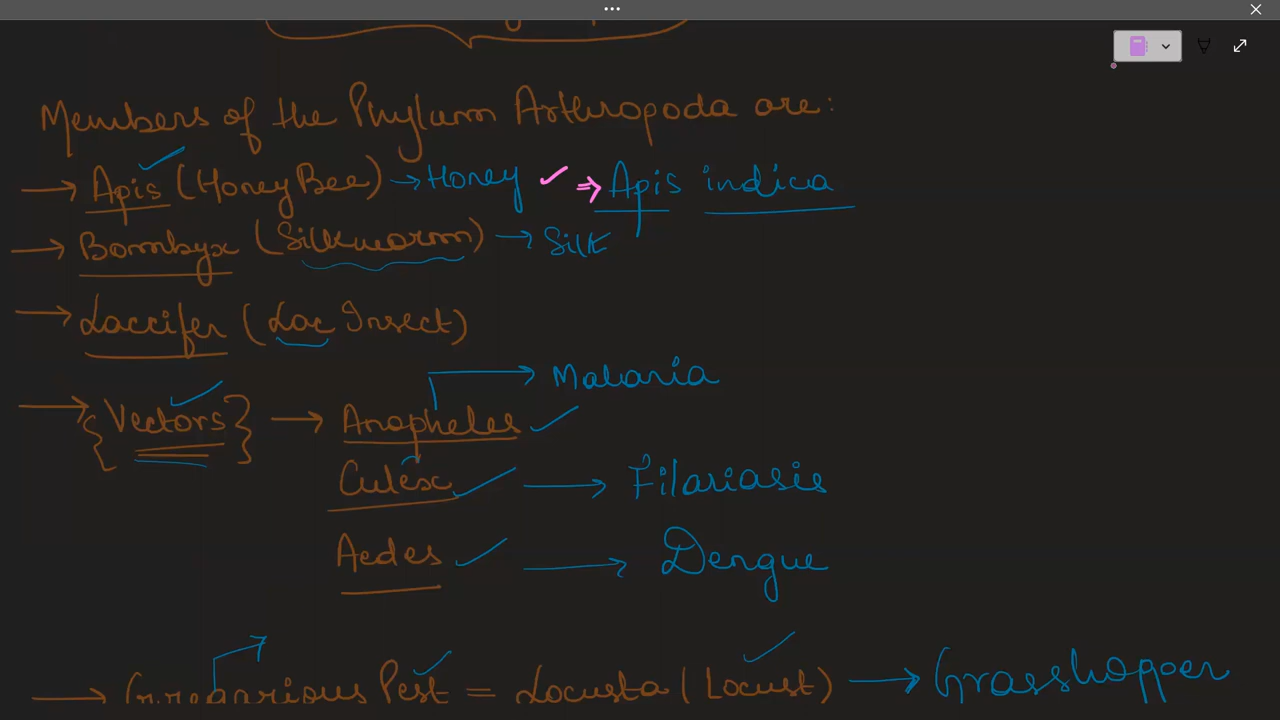 Members of the Phylum Arthropoda are:
→ Apis (Honey Bee) → Honey ✓ ⇒ Apis indica
→ Bombyx (Silkworm) → Silk
→ Laccifer (Lac Insect)
→ Malaria
→ {Vectors} → Anopheles
Culex → Filariasis
Aedes → Dengue
→ Gregarious Pest = Locusta (Locust) → Grasshopper